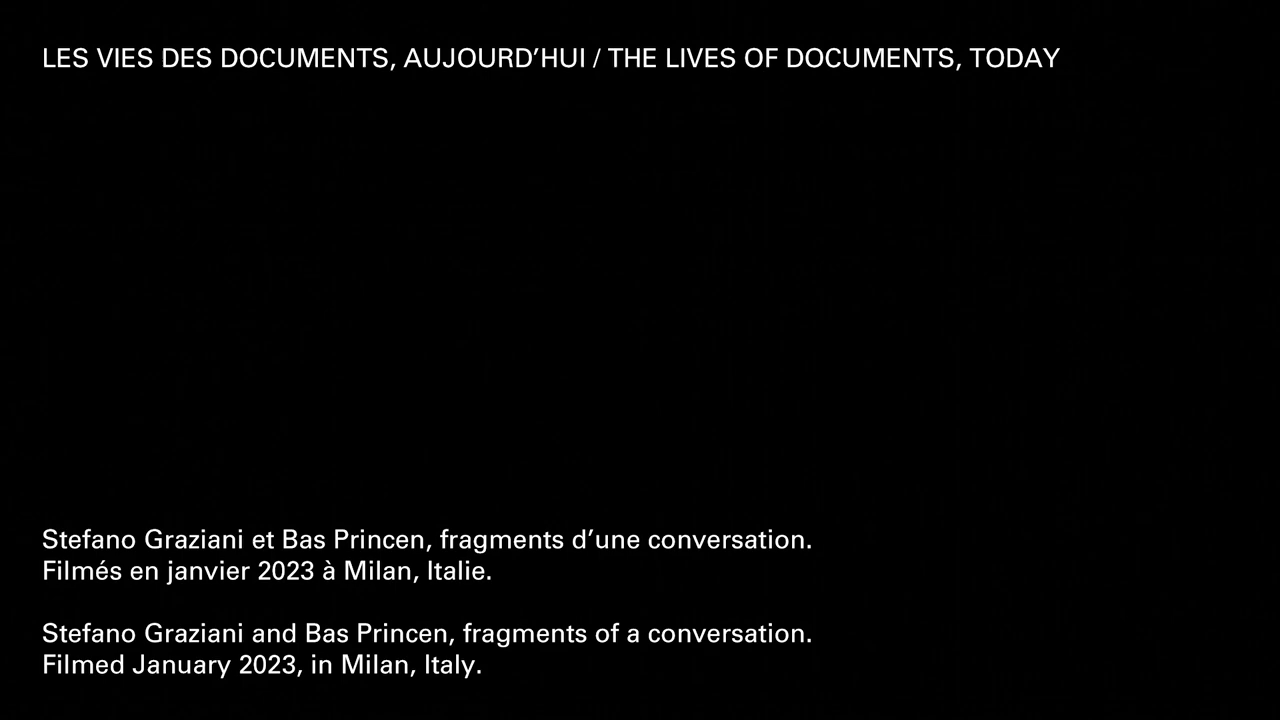 LES VIES DES DOCUMENTS, AUJOURD’HUI / THE LIVES OF DOCUMENTS, TODAY
Stefano Graziani et Bas Princen, fragments d’une conversation.
Filmés en janvier 2023 à Milan, Italie.
Stefano Graziani and Bas Princen, fragments of a conversation.
Filmed January 2023, in Milan, Italy.